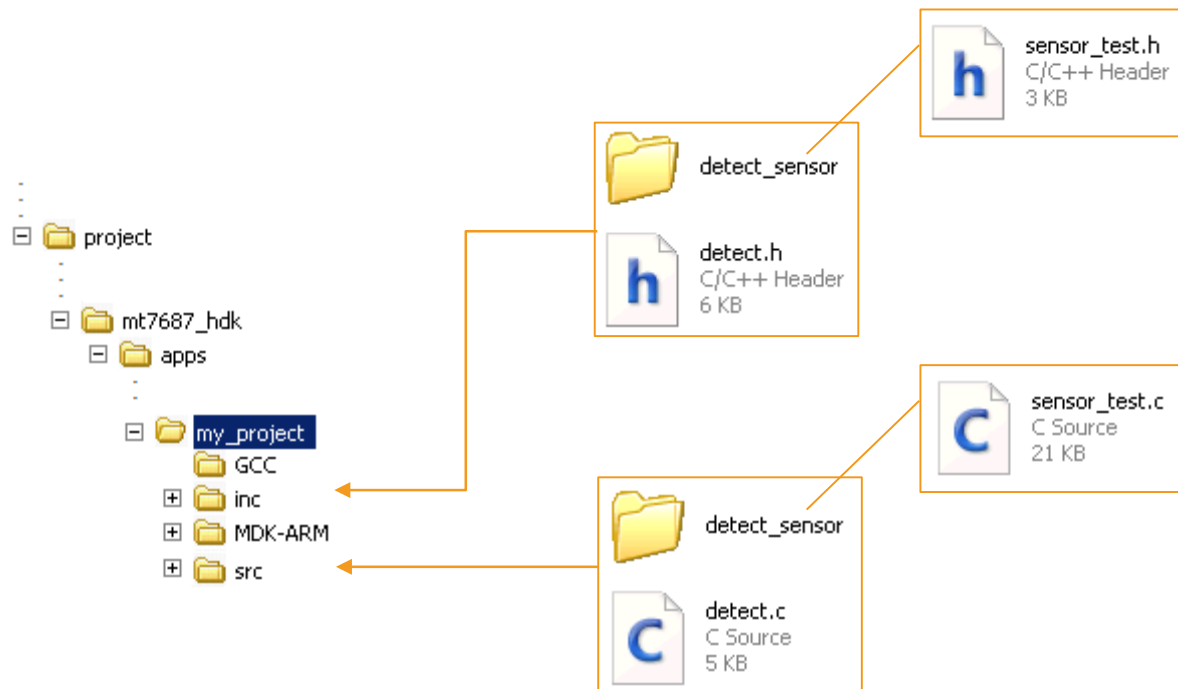 project
mt7687_hdk
apps
my_project
GCC
inc
MDK-ARM
src
detect_sensor
detect.h
C/C++ Header
6 KB
h
sensor_test.h
C/C++ Header
3 KB
h
detect_sensor
detect.c
C Source
5 KB
C
sensor_test.c
C Source
21 KB
C